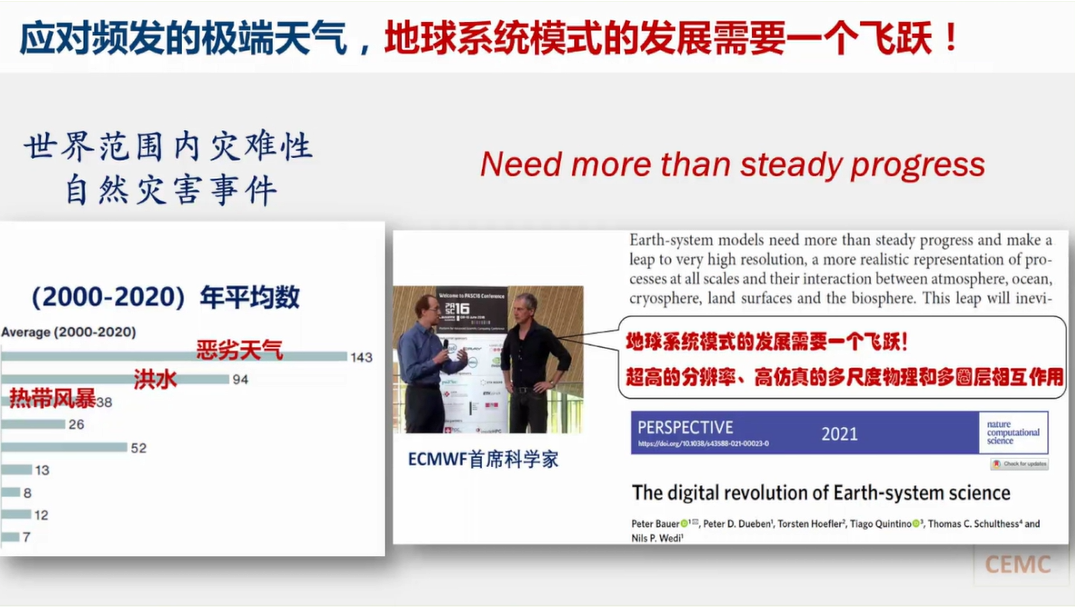 应对频发的极端天气，地球系统模式的发展需要一个飞跃！
世界范围内灾难性
自然灾害事件
Need more than steady progress
（2000-2020）年平均数
Average (2000-2020)
恶劣天气
143
洪水
94
热带风暴
38
26
52
13
8
12
7
Earth-system models need more than steady progress and make a
leap to very high resolution, a more realistic representation of pro-
cesses at all scales and their interaction between atmosphere, ocean,
cryosphere, land surfaces and the biosphere. This leap will inevi-
Welcome to PASC16 Conference
16
地球系统模式的发展需要一个飞跃！
超高的分辨率、高仿真的多尺度物理和多圈层相互作用
ECMWF首席科学家
PERSPECTIVE
https://doi.org/10.1038/s43588-021-00023-0
2021
nature
computational
science
Check for updates
The digital revolution of Earth-system science
Peter Bauer1, Peter D. Dueben1, Torsten Hoefler2, Tiago Quintino3, Thomas C. Schulthess4 and
Nils P. Wedi1
CEMC